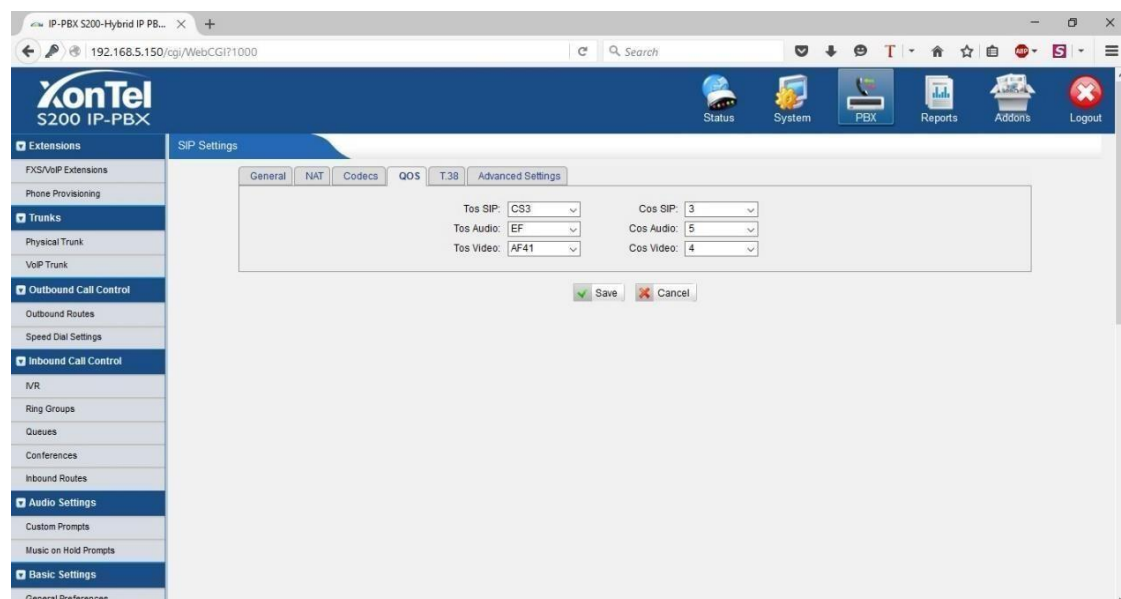 IP-PBX S200-Hybrid IP PB...
192.168.5.150/cgi/WebCGI?1000
Search
XonTel
S200 IP-PBX
Status
System
PBX
Reports
Addons
Logout
Extensions
FXS/VoIP Extensions
Phone Provisioning
Trunks
Physical Trunk
VoIP Trunk
Outbound Call Control
Outbound Routes
Speed Dial Settings
Inbound Call Control
IVR
Ring Groups
Queues
Conferences
Inbound Routes
Audio Settings
Custom Prompts
Music on Hold Prompts
Basic Settings
General Preferences
SIP Settings
General NAT Codecs QOS T.38 Advanced Settings
Tos SIP: CS3 Cos SIP: 3
Tos Audio: EF Cos Audio: 5
Tos Video: AF41 Cos Video: 4
Save Cancel